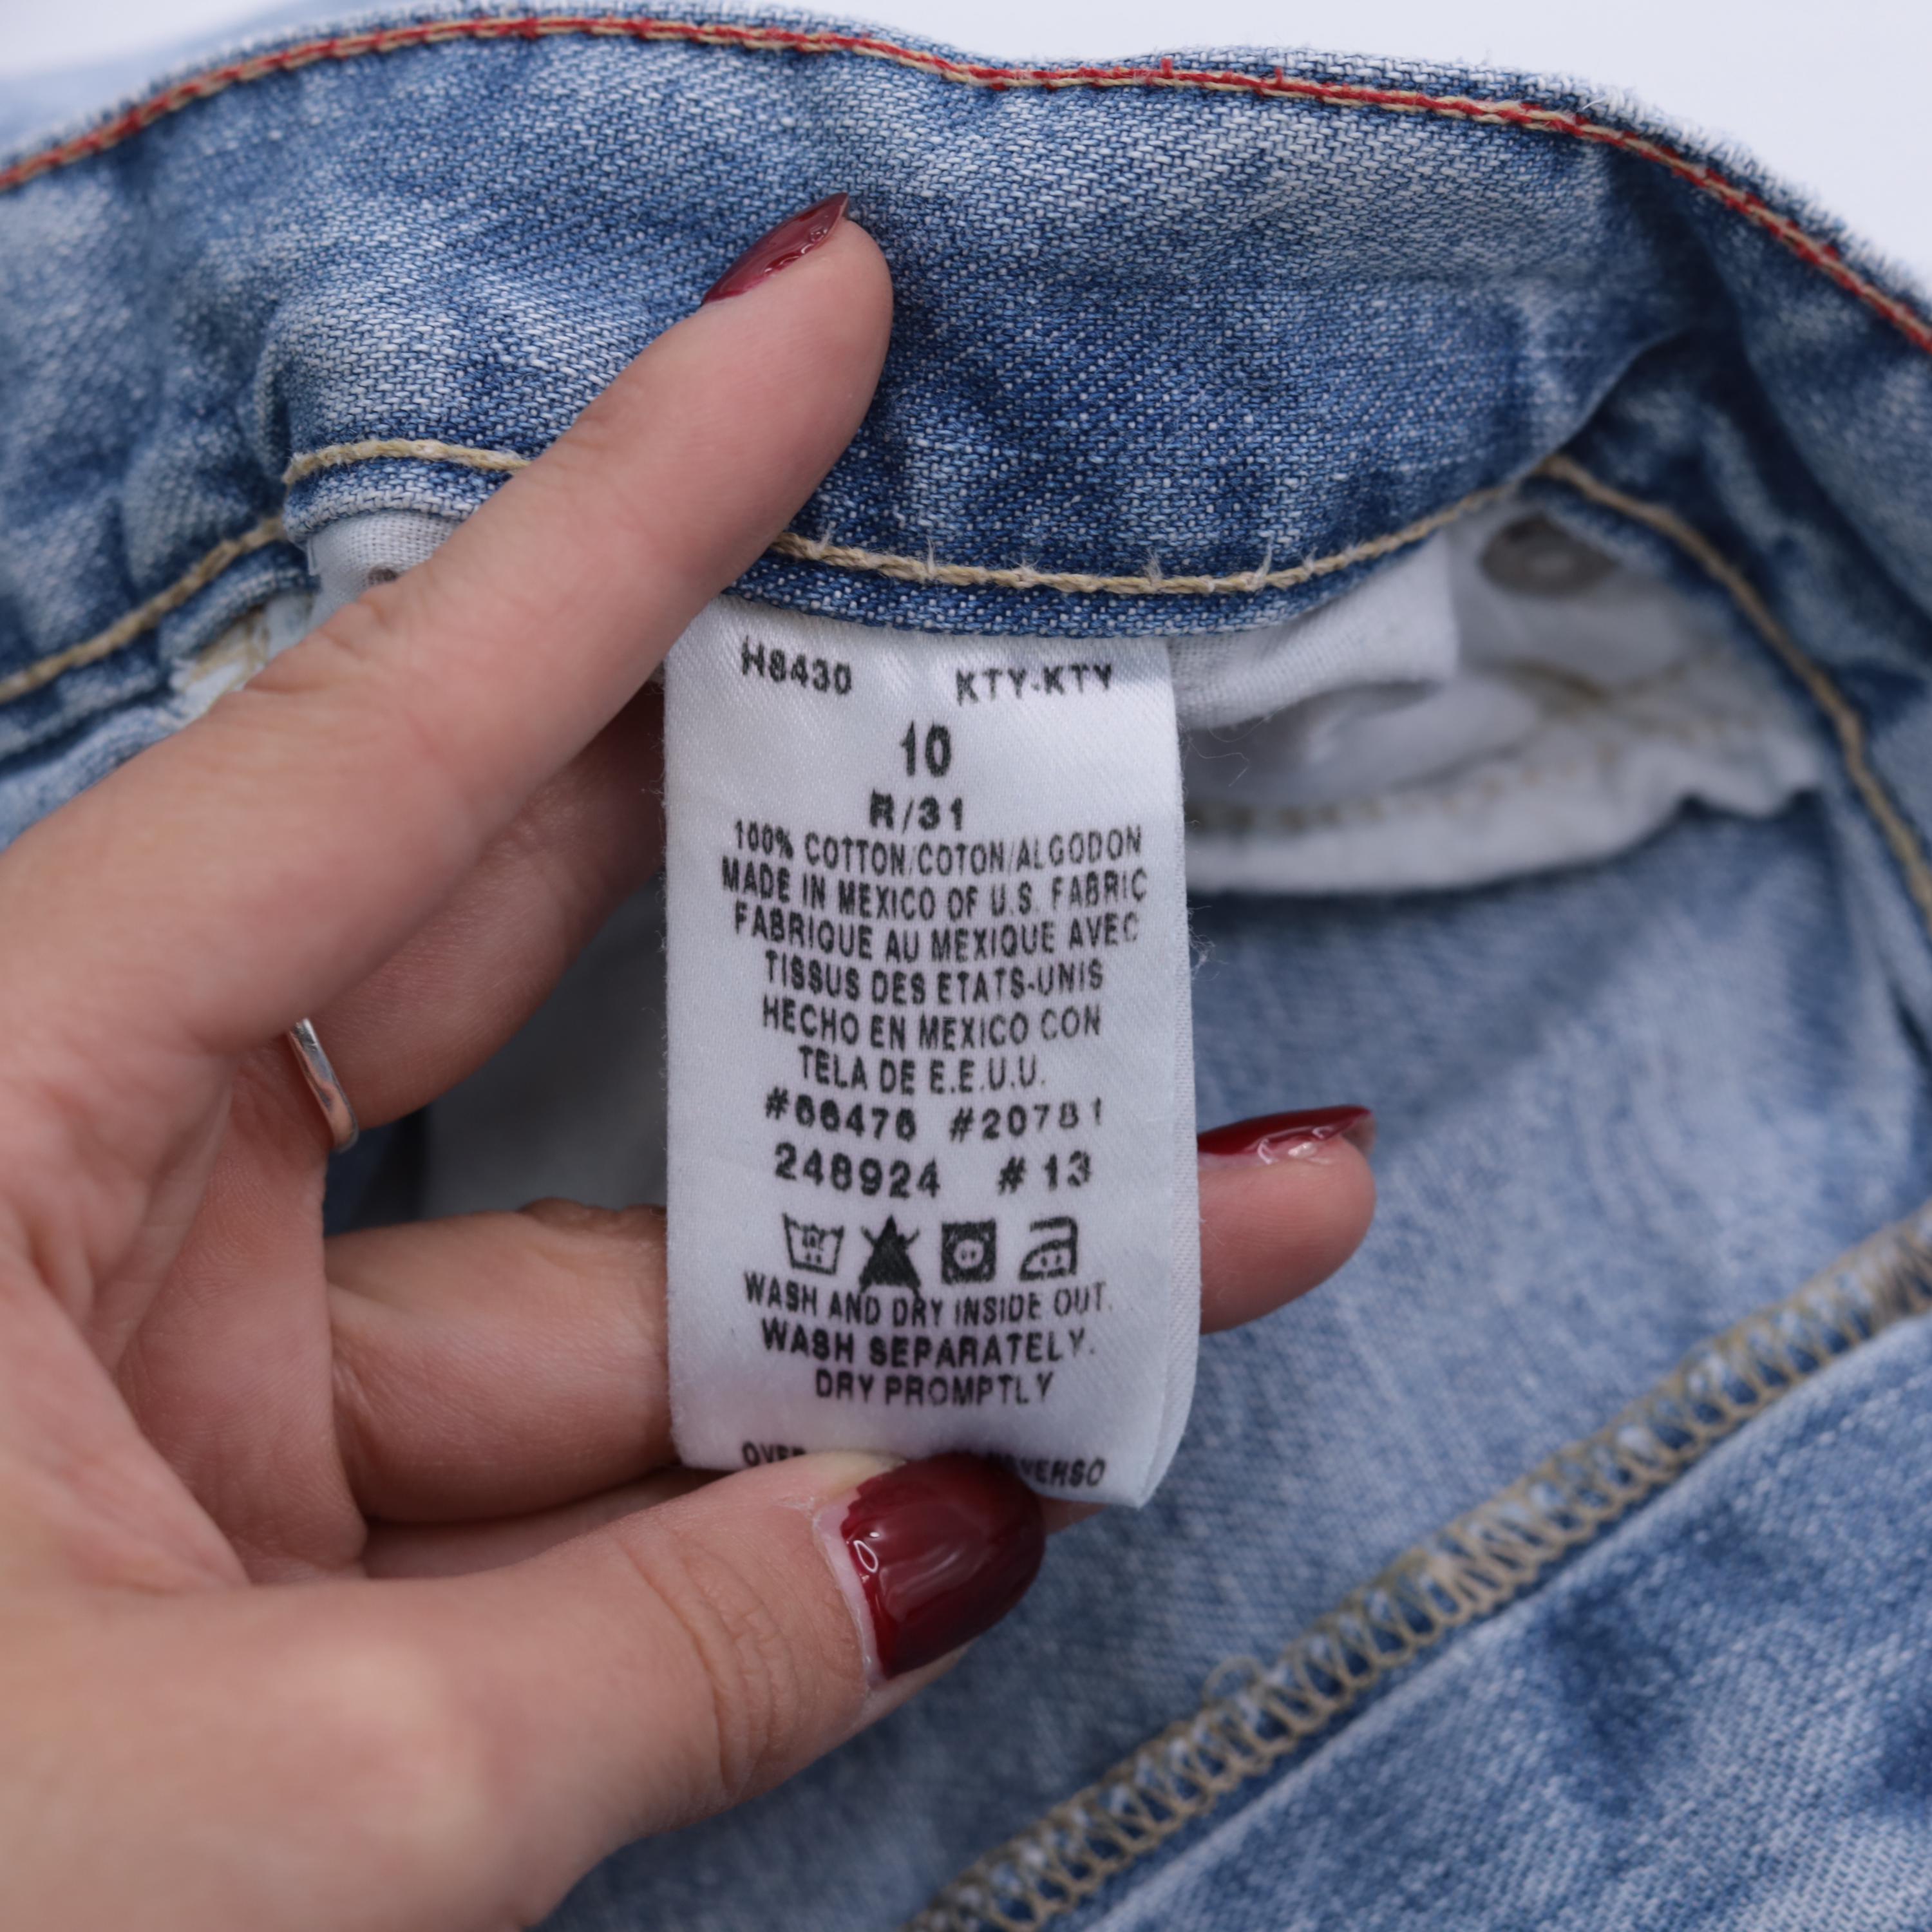 H8430 KTY-KTY
10
R/31
100% COTTON/COTON/ALGODON
MADE IN MEXICO OF U.S. FABRIC
FABRIQUE AU MEXIQUE AVEC
TISSUS DES ETATS-UNIS
HECHO EN MEXICO CON
TELA DE E.E.U.U.
#66476 #20781
248924 #13
WASH AND DRY INSIDE OUT.
WASH SEPARATELY.
DRY PROMPTLY